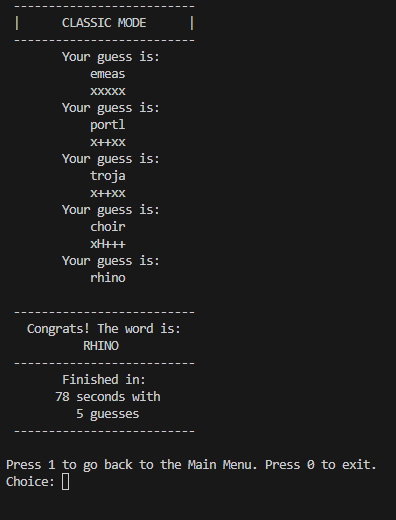 --------------------------
|      CLASSIC MODE      |
--------------------------
Your guess is:
emeas
xxxxx
Your guess is:
portl
x++xx
Your guess is:
troja
x++xx
Your guess is:
choir
xH+++
Your guess is:
rhino
--------------------------
Congrats! The word is:
RHINO
--------------------------
Finished in:
78 seconds with
5 guesses
--------------------------
Press 1 to go back to the Main Menu. Press 0 to exit.
Choice: